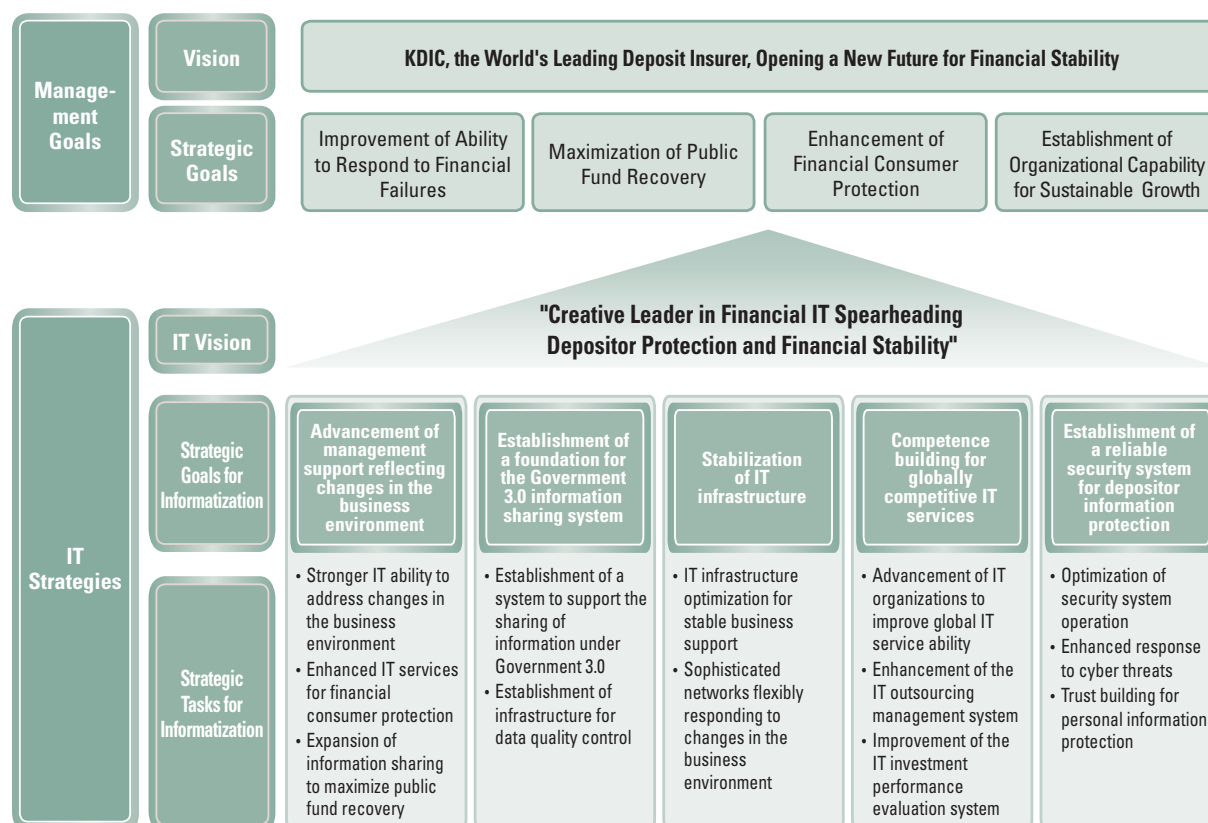 Manage-
ment
Goals
Vision
KDIC, the World's Leading Deposit Insurer, Opening a New Future for Financial Stability
Strategic
Goals
Improvement of Ability
to Respond to Financial
Failures
Maximization of Public
Fund Recovery
Enhancement of
Financial Consumer
Protection
Establishment of
Organizational Capability
for Sustainable Growth
IT
Strategies
IT Vision
"Creative Leader in Financial IT Spearheading
Depositor Protection and Financial Stability"
Strategic
Goals for
Informatization
Advancement of
management
support reflecting
changes in the
business
environment
Establishment of
a foundation for
the Government
3.0 information
sharing system
Stabilization
of IT
infrastructure
Competence
building for
globally
competitive IT
services
Establishment of
a reliable
security system
for depositor
information
protection
Strategic
Tasks for
Informatization
• Stronger IT ability to
address changes in
the business
environment
• Enhanced IT services
for financial
consumer protection
• Expansion of
information sharing
to maximize public
fund recovery
• Establishment of a
system to support the
sharing of
information under
Government 3.0
• Establishment of
infrastructure for
data quality control
• IT infrastructure
optimization for
stable business
support
• Sophisticated
networks flexibly
responding to
changes in the
business
environment
• Advancement of IT
organizations to
improve global IT
service ability
• Enhancement of the
IT outsourcing
management system
• Improvement of the
IT investment
performance
evaluation system
• Optimization of
security system
operation
• Enhanced response
to cyber threats
• Trust building for
personal information
protection